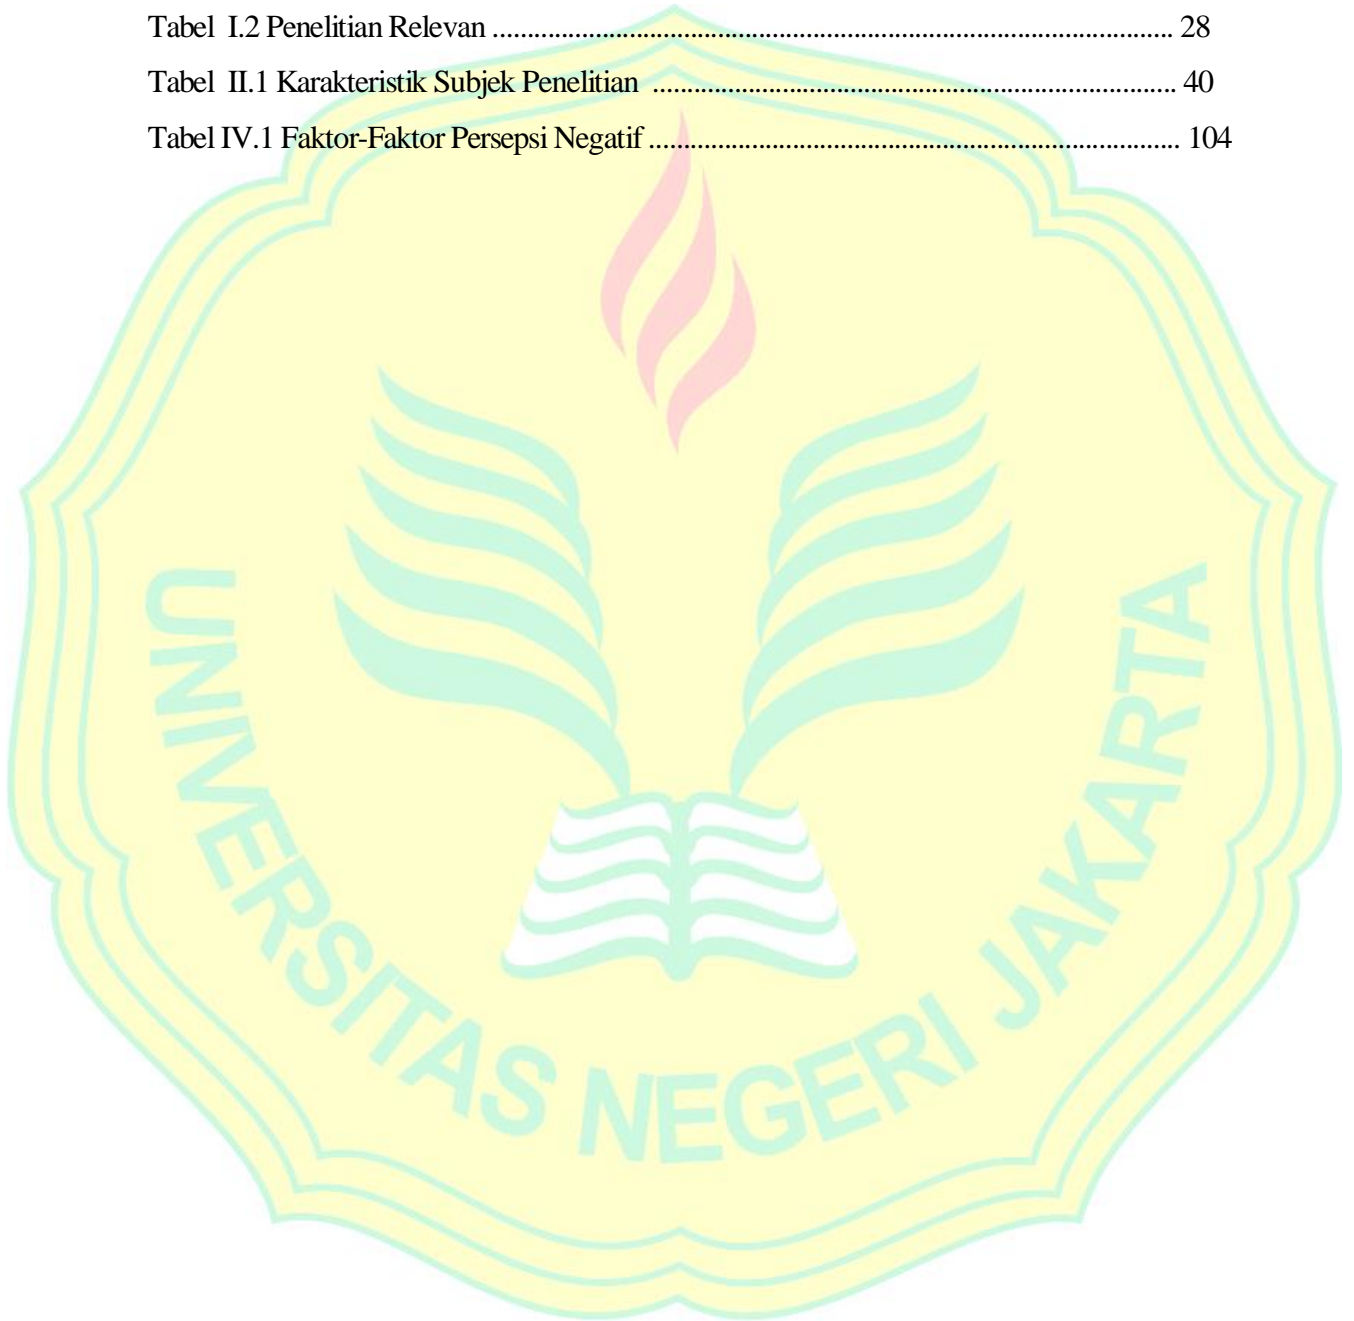 Tabel I.2 Penelitian Relevan .................................................................................................... 28
Tabel II.1 Karakteristik Subjek Penelitian ............................................................................. 40
Tabel IV.1 Faktor-Faktor Persepsi Negatif .............................................................................. 104
UNIVERSITAS NEGERI JAKARTA